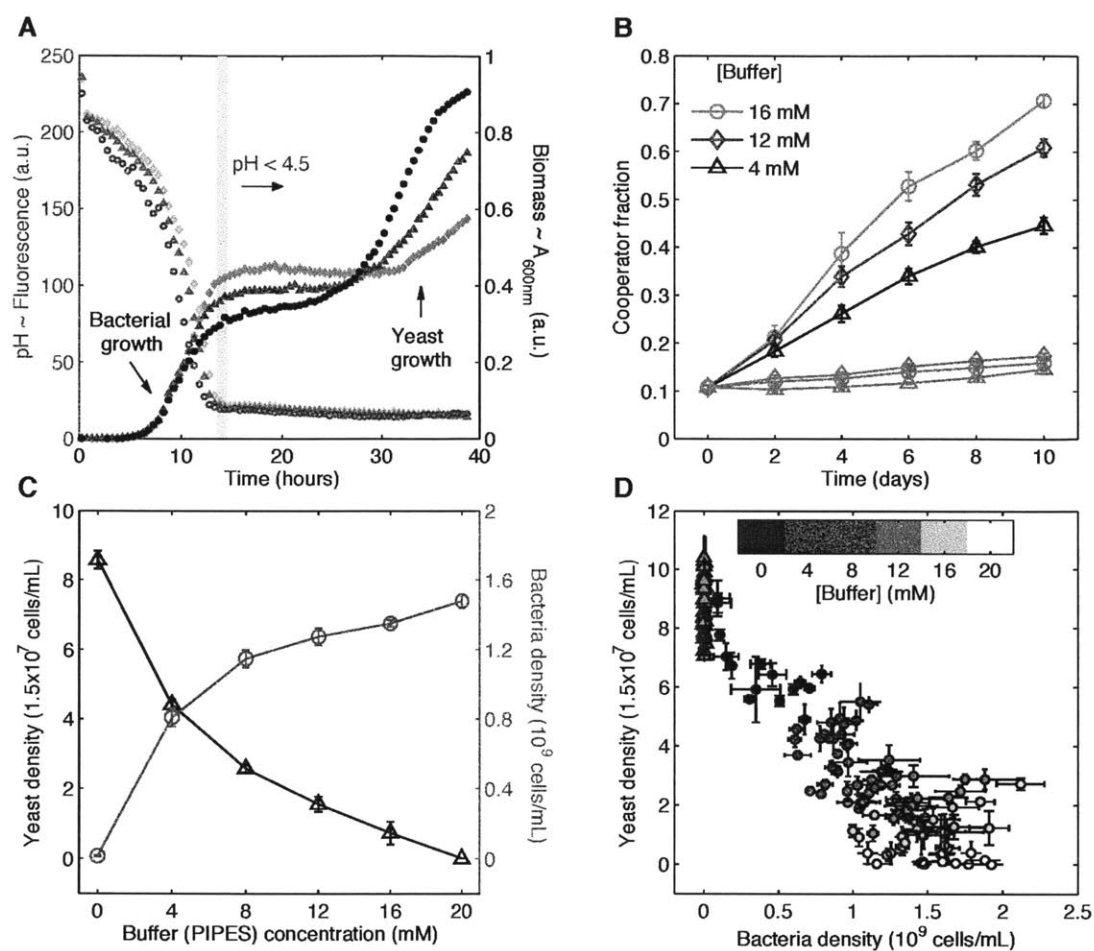 A
250
200
150
100
50
0
pH ~ Fluorescence (a.u.)
0
10
20
30
40
Time (hours)
1
0.8
0.6
0.4
0.2
0
Biomass ~ A600nm (a.u.)
pH < 4.5
Bacterial
growth
Yeast
growth
B
0.8
0.7
0.6
0.5
0.4
0.3
0.2
0.1
0
Cooperator fraction
[Buffer]
16 mM
12 mM
4 mM
0
2
4
6
8
10
Time (days)
C
10
8
6
4
2
0
Yeast density (1.5x10^7 cells/mL)
2
1.6
1.2
0.8
0.4
0
Bacteria density (10^9 cells/mL)
0
4
8
12
16
20
Buffer (PIPES) concentration (mM)
D
12
10
8
6
4
2
0
Yeast density (1.5x10^7 cells/mL)
0 4 8 12 16 20
[Buffer] (mM)
0
0.5
1
1.5
2
2.5
Bacteria density (10^9 cells/mL)